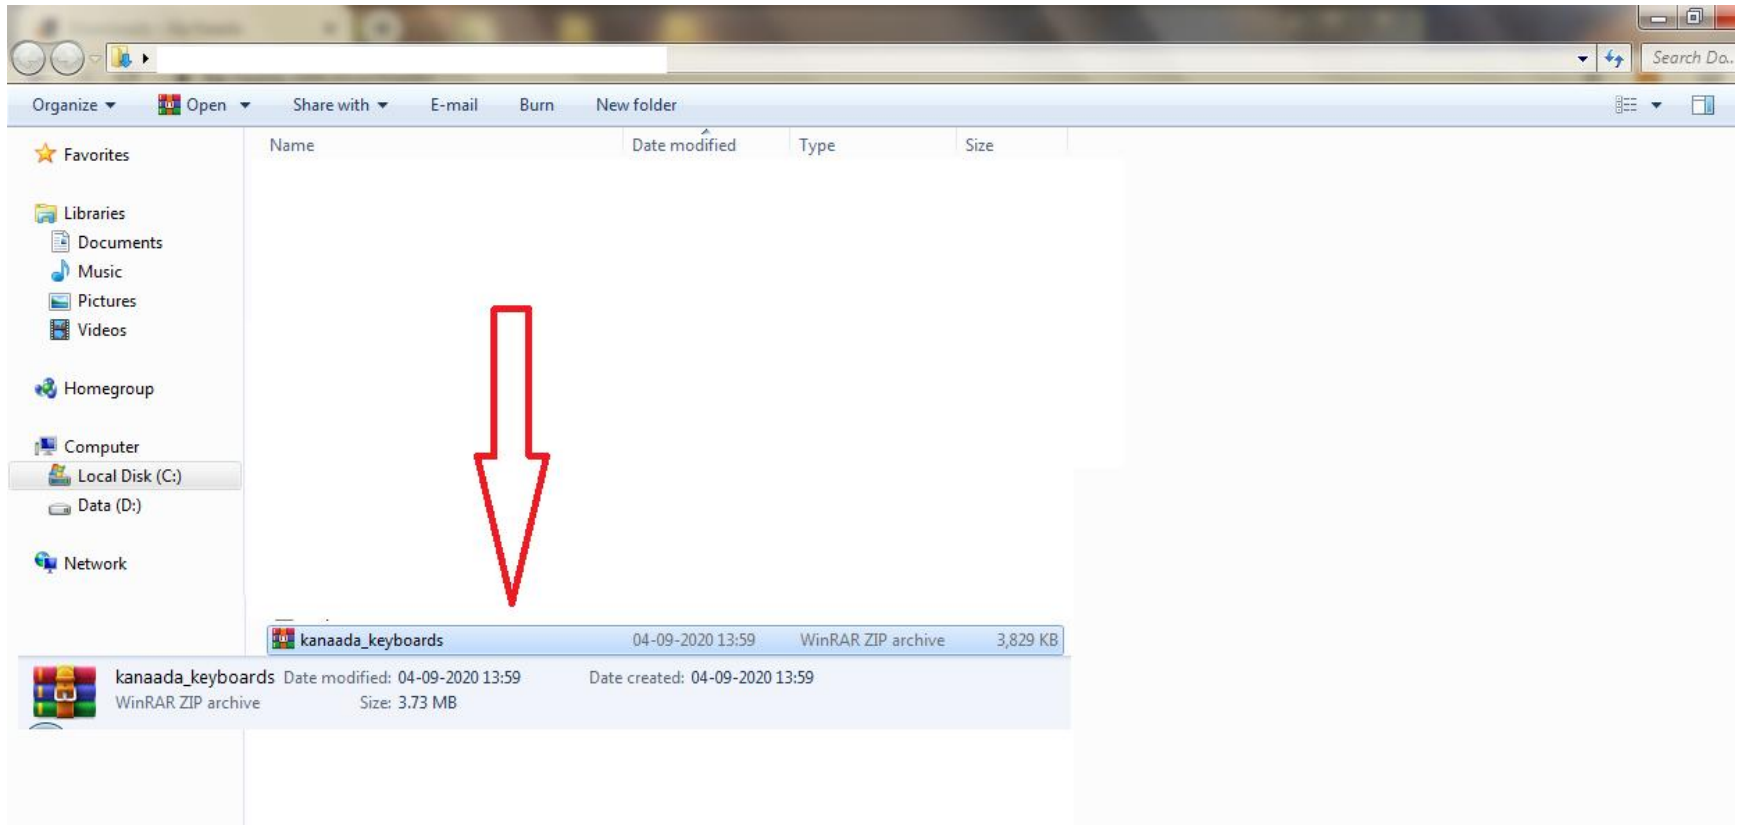 Search Do...
Organize Open Share with E-mail Burn New folder
Name Date modified Type Size
Favorites
Libraries
Documents
Music
Pictures
Videos
Homegroup
Computer
Local Disk (C:)
Data (D:)
Network
kanaada_keyboards 04-09-2020 13:59 WinRAR ZIP archive 3,829 KB
kanaada_keyboards Date modified: 04-09-2020 13:59 Date created: 04-09-2020 13:59
WinRAR ZIP archive Size: 3.73 MB